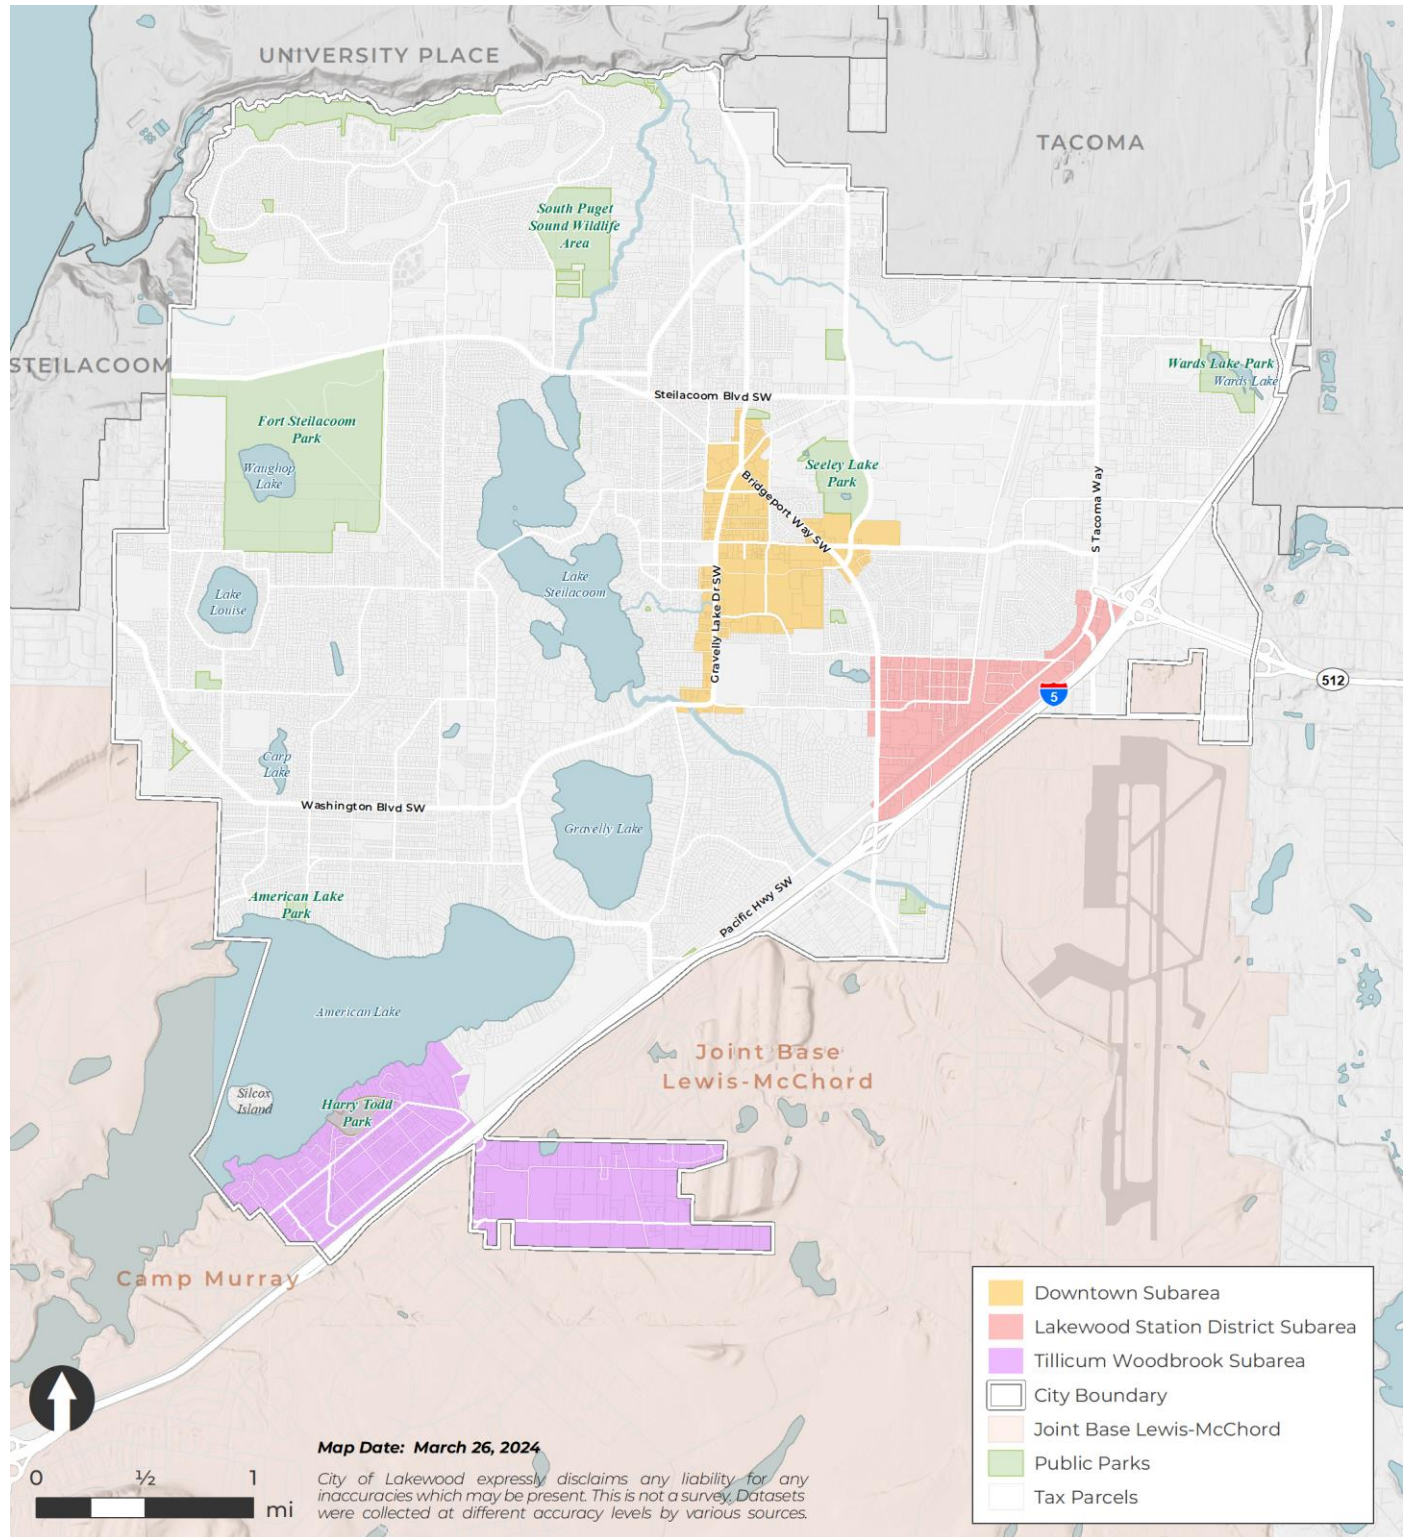 UNIVERSITY PLACE
TACOMA
South Puget
Sound Wildlife
Area
STEILACOOM
Wards Lake Park
Wards Lake
Steilacoom Blvd SW
Fort Steilacoom
Park
Waughop
Lake
Seeley Lake
Park
Bridgeport Way SW
S Tacoma Way
Lake
Steilacoom
Lake
Louise
Gravelly Lake Dr SW
512
5
Carp
Lake
Washington Blvd SW
Gravelly Lake
American Lake
Park
Pacific Hwy SW
American Lake
Joint Base
Lewis-McChord
Silcox
Island
Harry Todd
Park
Camp Murray
Downtown Subarea
Lakewood Station District Subarea
Tillicum Woodbrook Subarea
City Boundary
Joint Base Lewis-McChord
Public Parks
Tax Parcels
Map Date: March 26, 2024
City of Lakewood expressly disclaims any liability for any
inaccuracies which may be present. This is not a survey. Datasets
were collected at different accuracy levels by various sources.
0 ½ 1
mi